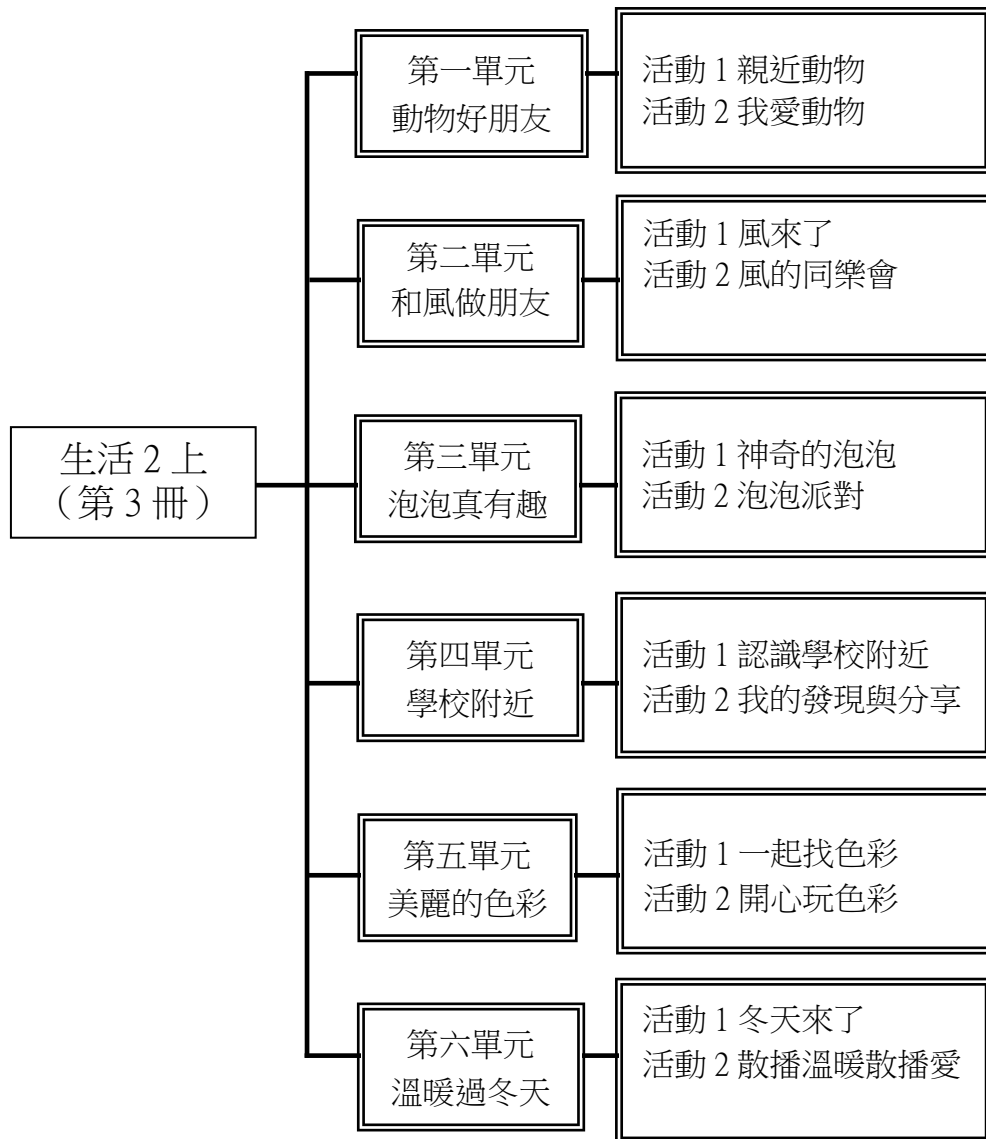 第一單元
動物好朋友
活動 1 親近動物
活動 2 我愛動物
第二單元
和風做朋友
活動 1 風來了
活動 2 風的同樂會
生活 2 上
（第 3 冊）
第三單元
泡泡真有趣
活動 1 神奇的泡泡
活動 2 泡泡派對
第四單元
學校附近
活動 1 認識學校附近
活動 2 我的發現與分享
第五單元
美麗的色彩
活動 1 一起找色彩
活動 2 開心玩色彩
第六單元
溫暖過冬天
活動 1 冬天來了
活動 2 散播溫暖散播愛